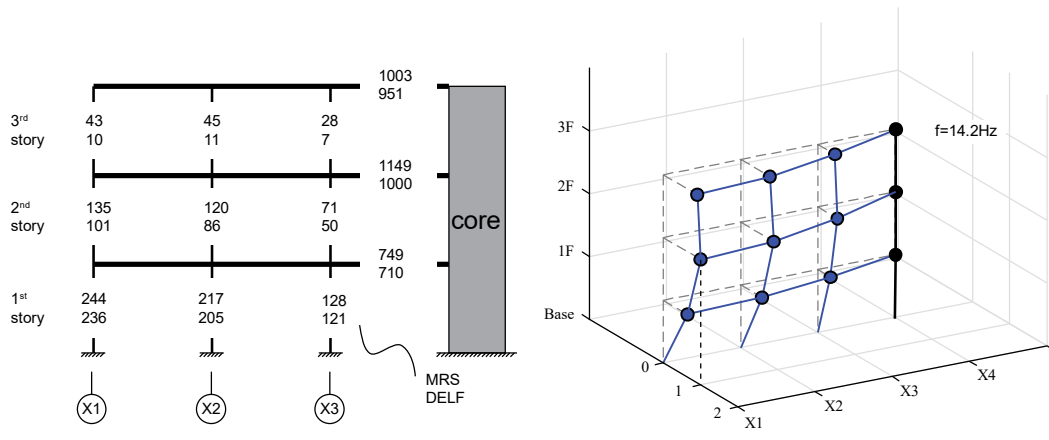 1003
951
3rd story
43 45 28
10 11 7
1149
1000
2nd story
135 120 71
101 86 50
core
749
710
1st story
244 217 128
236 205 121
MRS
DELF
X1 X2 X3
3F
2F
1F
Base
f=14.2Hz
0
1
2
X1
X2
X3
X4